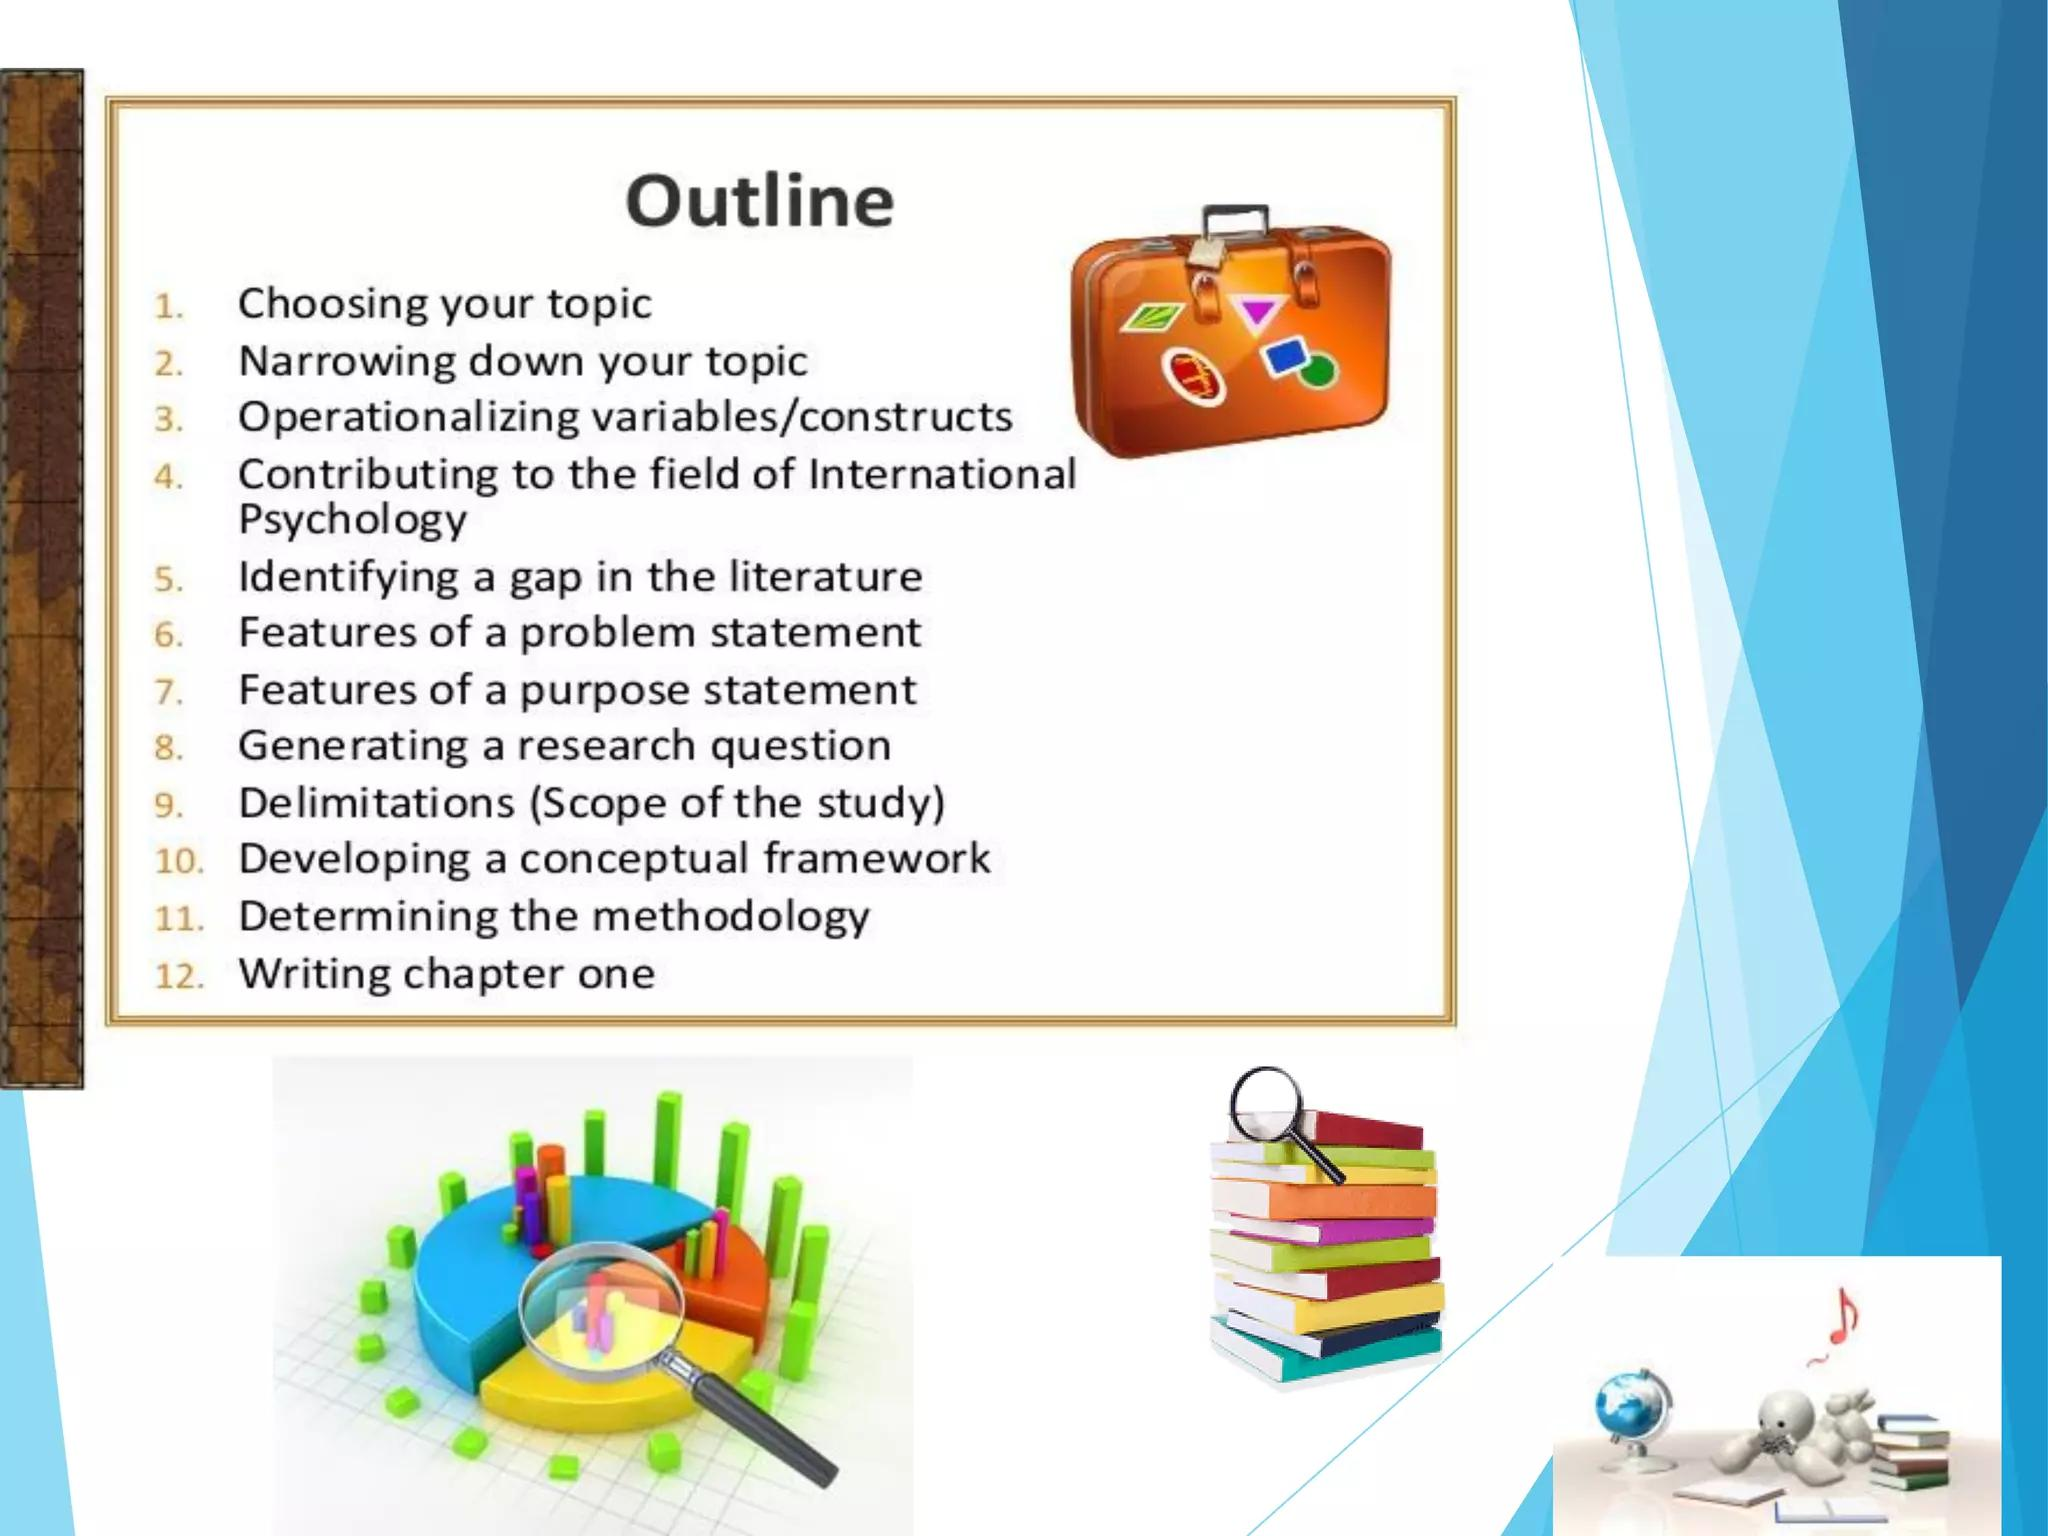 Outline
1. Choosing your topic
2. Narrowing down your topic
3. Operationalizing variables/constructs
4. Contributing to the field of International
Psychology
5. Identifying a gap in the literature
6. Features of a problem statement
7. Features of a purpose statement
8. Generating a research question
9. Delimitations (Scope of the study)
10. Developing a conceptual framework
11. Determining the methodology
12. Writing chapter one